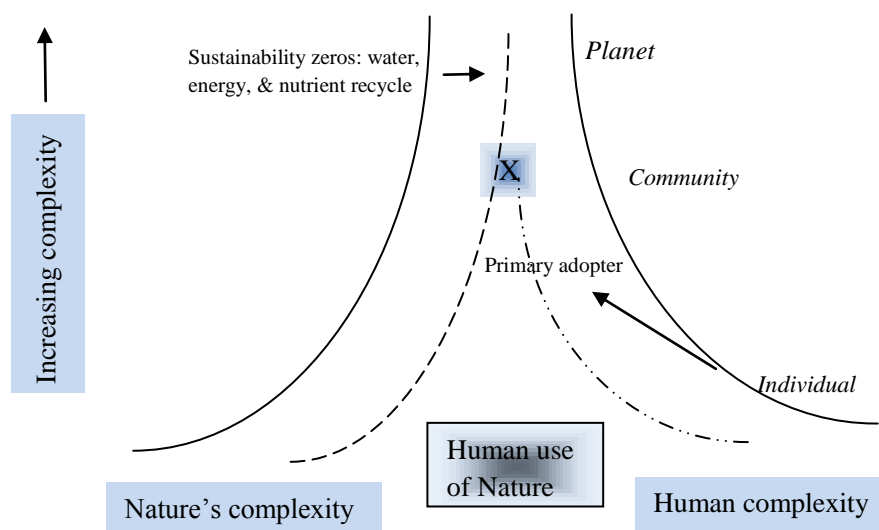 Sustainability zeros: water,
energy, & nutrient recycle
Planet
Increasing complexity
X
Community
Primary adopter
Individual
Human use
of Nature
Nature’s complexity
Human complexity